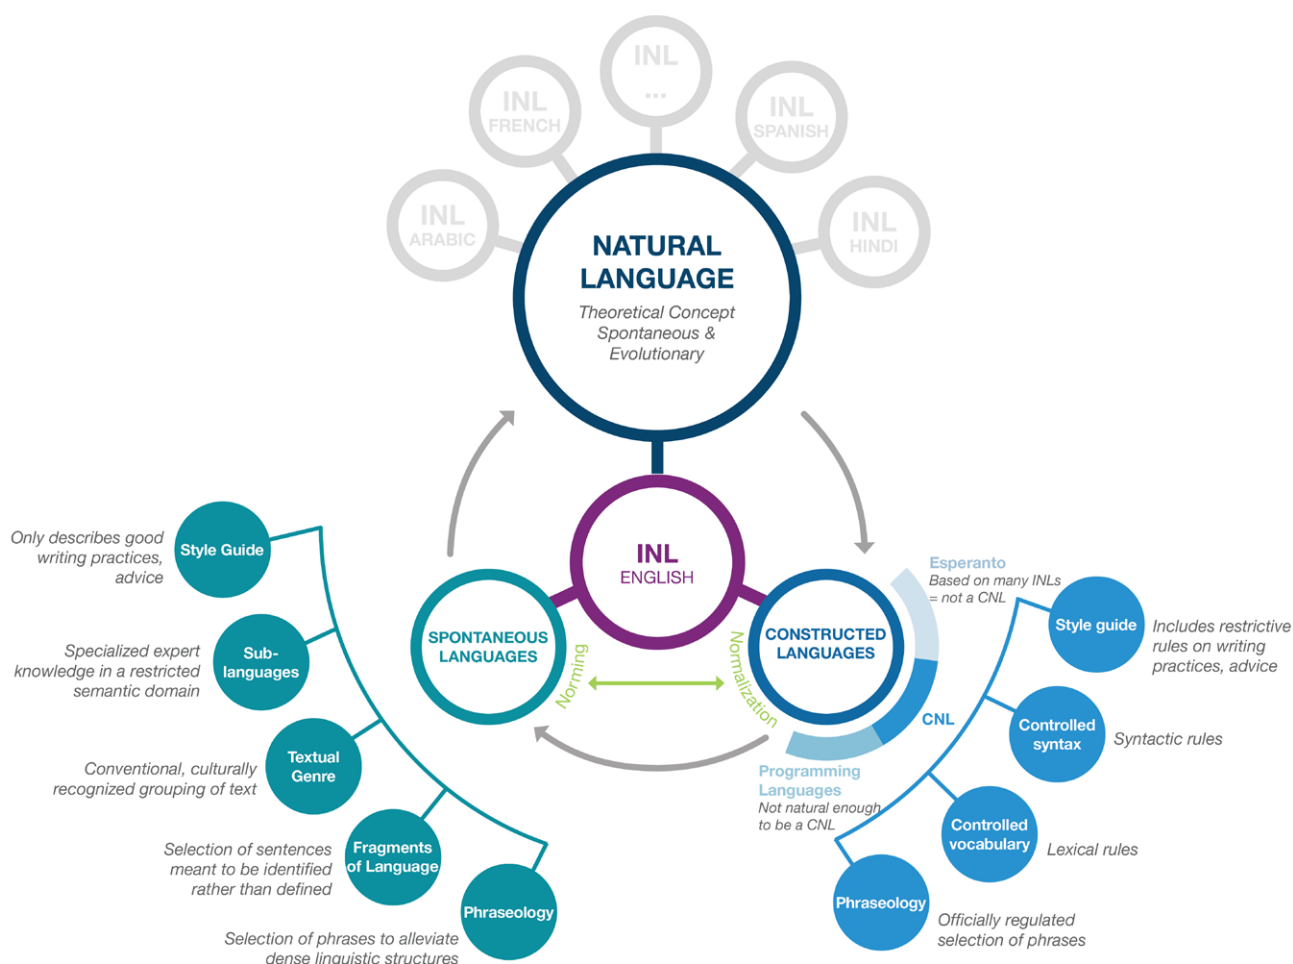 INL
...
INL
FRENCH
INL
SPANISH
INL
ARABIC
INL
HINDI
NATURAL
LANGUAGE
Theoretical Concept
Spontaneous &
Evolutionary
INL
ENGLISH
SPONTANEOUS
LANGUAGES
CONSTRUCTED
LANGUAGES
Norming
Normalization
Esperanto
Based on many INLs
= not a CNL
CNL
Programming
Languages
Not natural enough
to be a CNL
Style Guide
Only describes good
writing practices,
advice
Sub-
languages
Specialized expert
knowledge in a restricted
semantic domain
Textual
Genre
Conventional, culturally
recognized grouping of text
Fragments
of Language
Selection of sentences
meant to be identified
rather than defined
Phraseology
Selection of phrases to alleviate
dense linguistic structures
Style guide
Includes restrictive
rules on writing
practices, advice
Controlled
syntax
Syntactic rules
Controlled
vocabulary
Lexical rules
Phraseology
Officially regulated
selection of phrases